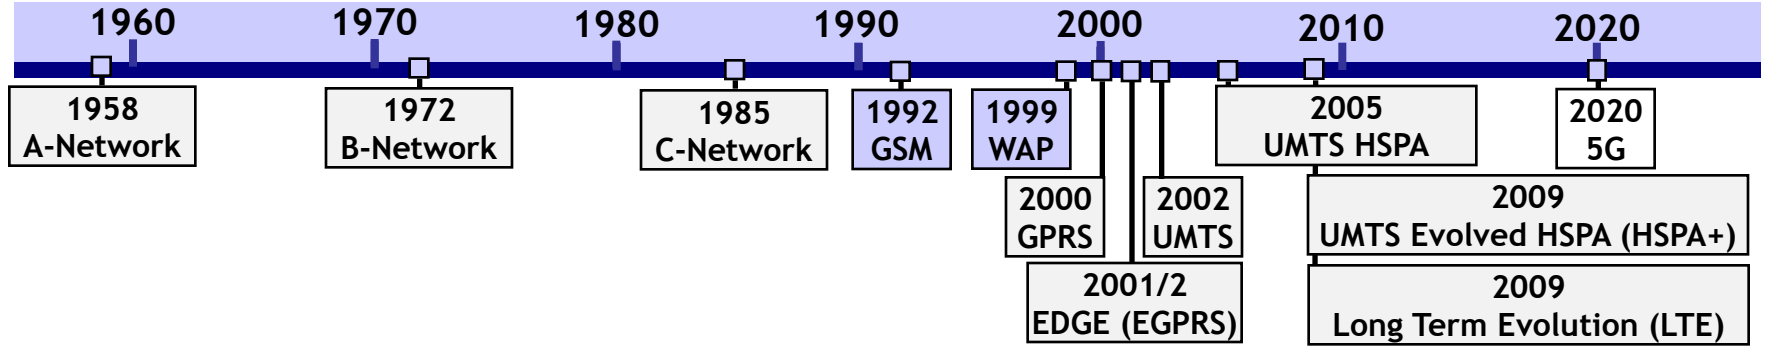 1960
1970
1980
1990
2000
2010
2020
1958
A-Network
1972
B-Network
1985
C-Network
1992
GSM
1999
WAP
2000
GPRS
2001/2
EDGE (EGPRS)
2002
UMTS
2005
UMTS HSPA
2009
UMTS Evolved HSPA (HSPA+)
2009
Long Term Evolution (LTE)
2020
5G